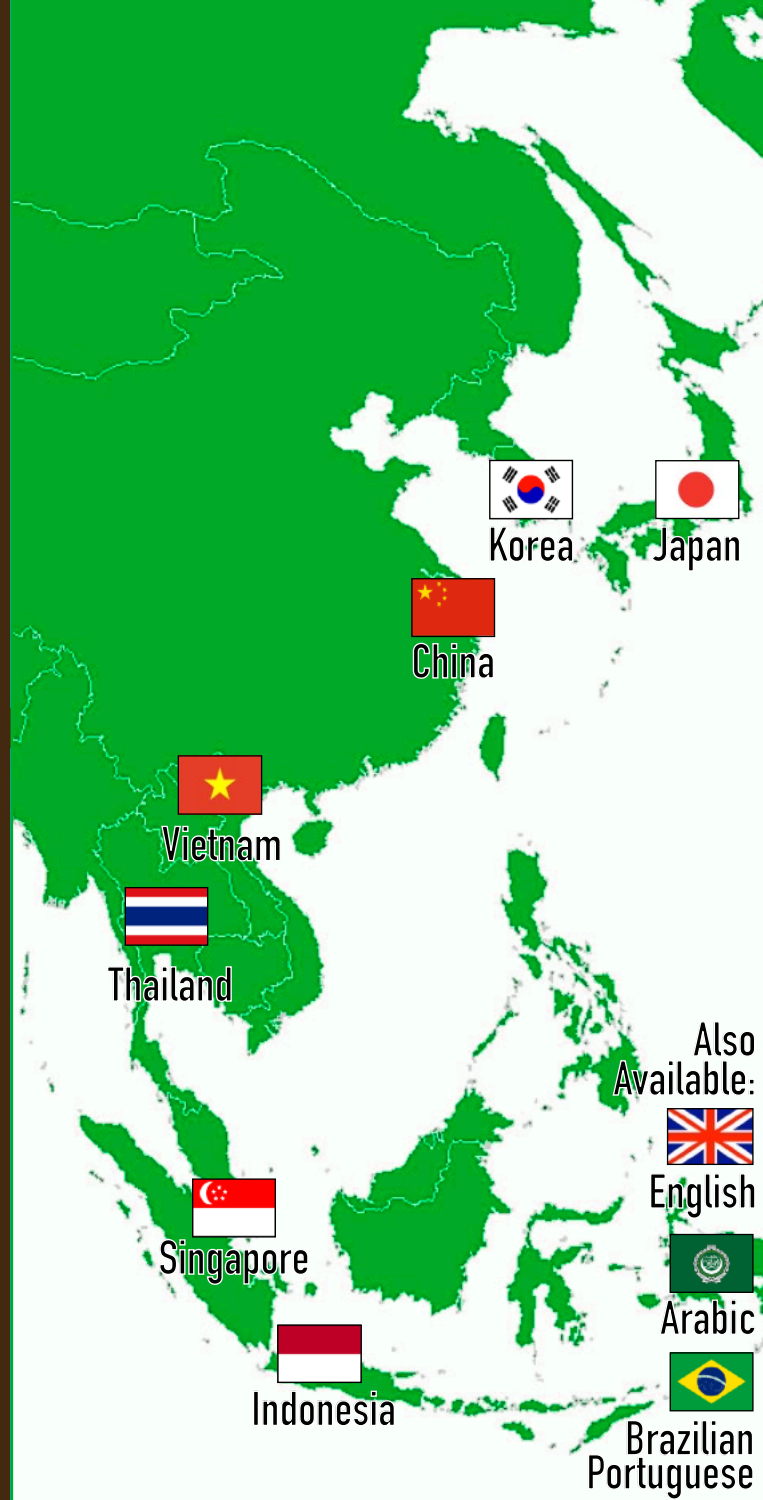 Korea
Japan
China
Vietnam
Thailand
Also
Available:
English
Singapore
Arabic
Indonesia
Brazilian
Portuguese